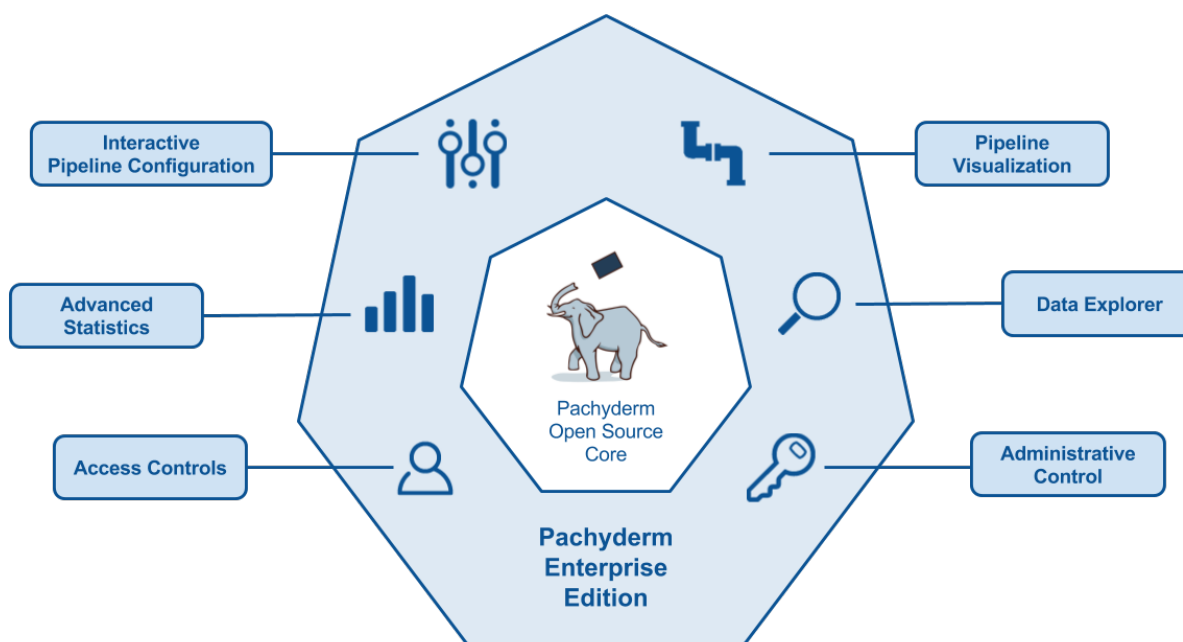 Interactive
Pipeline Configuration
Pipeline
Visualization
Advanced
Statistics
Data Explorer
Pachyderm
Open Source
Core
Access Controls
Administrative
Control
Pachyderm
Enterprise
Edition